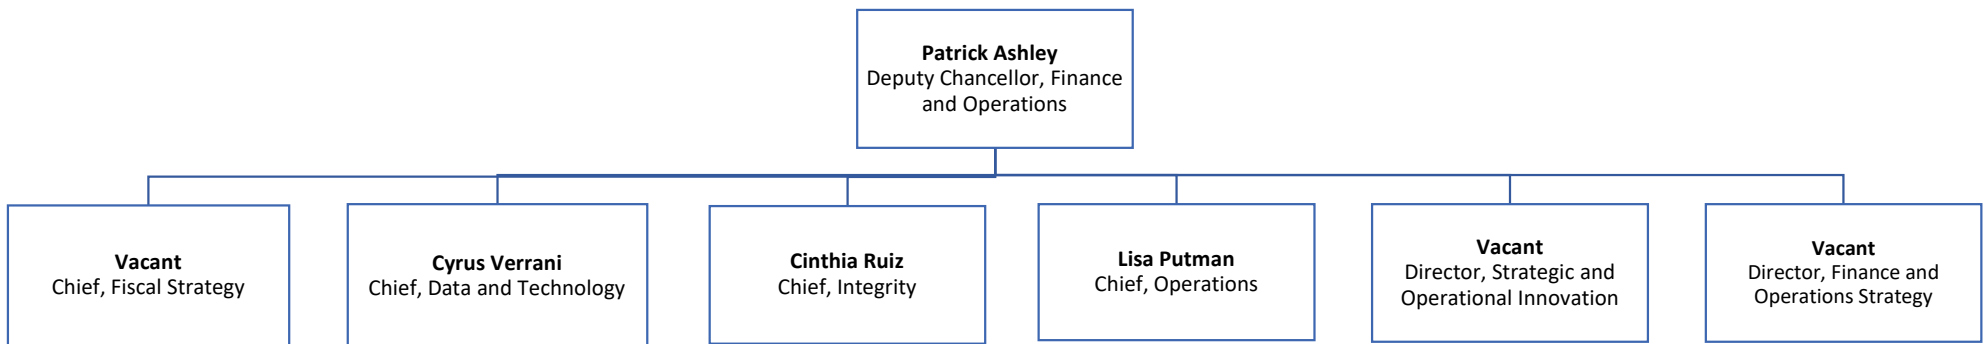 Patrick Ashley
Deputy Chancellor, Finance
and Operations
Vacant
Chief, Fiscal Strategy
Cyrus Verrani
Chief, Data and Technology
Cinthia Ruiz
Chief, Integrity
Lisa Putman
Chief, Operations
Vacant
Director, Strategic and
Operational Innovation
Vacant
Director, Finance and
Operations Strategy